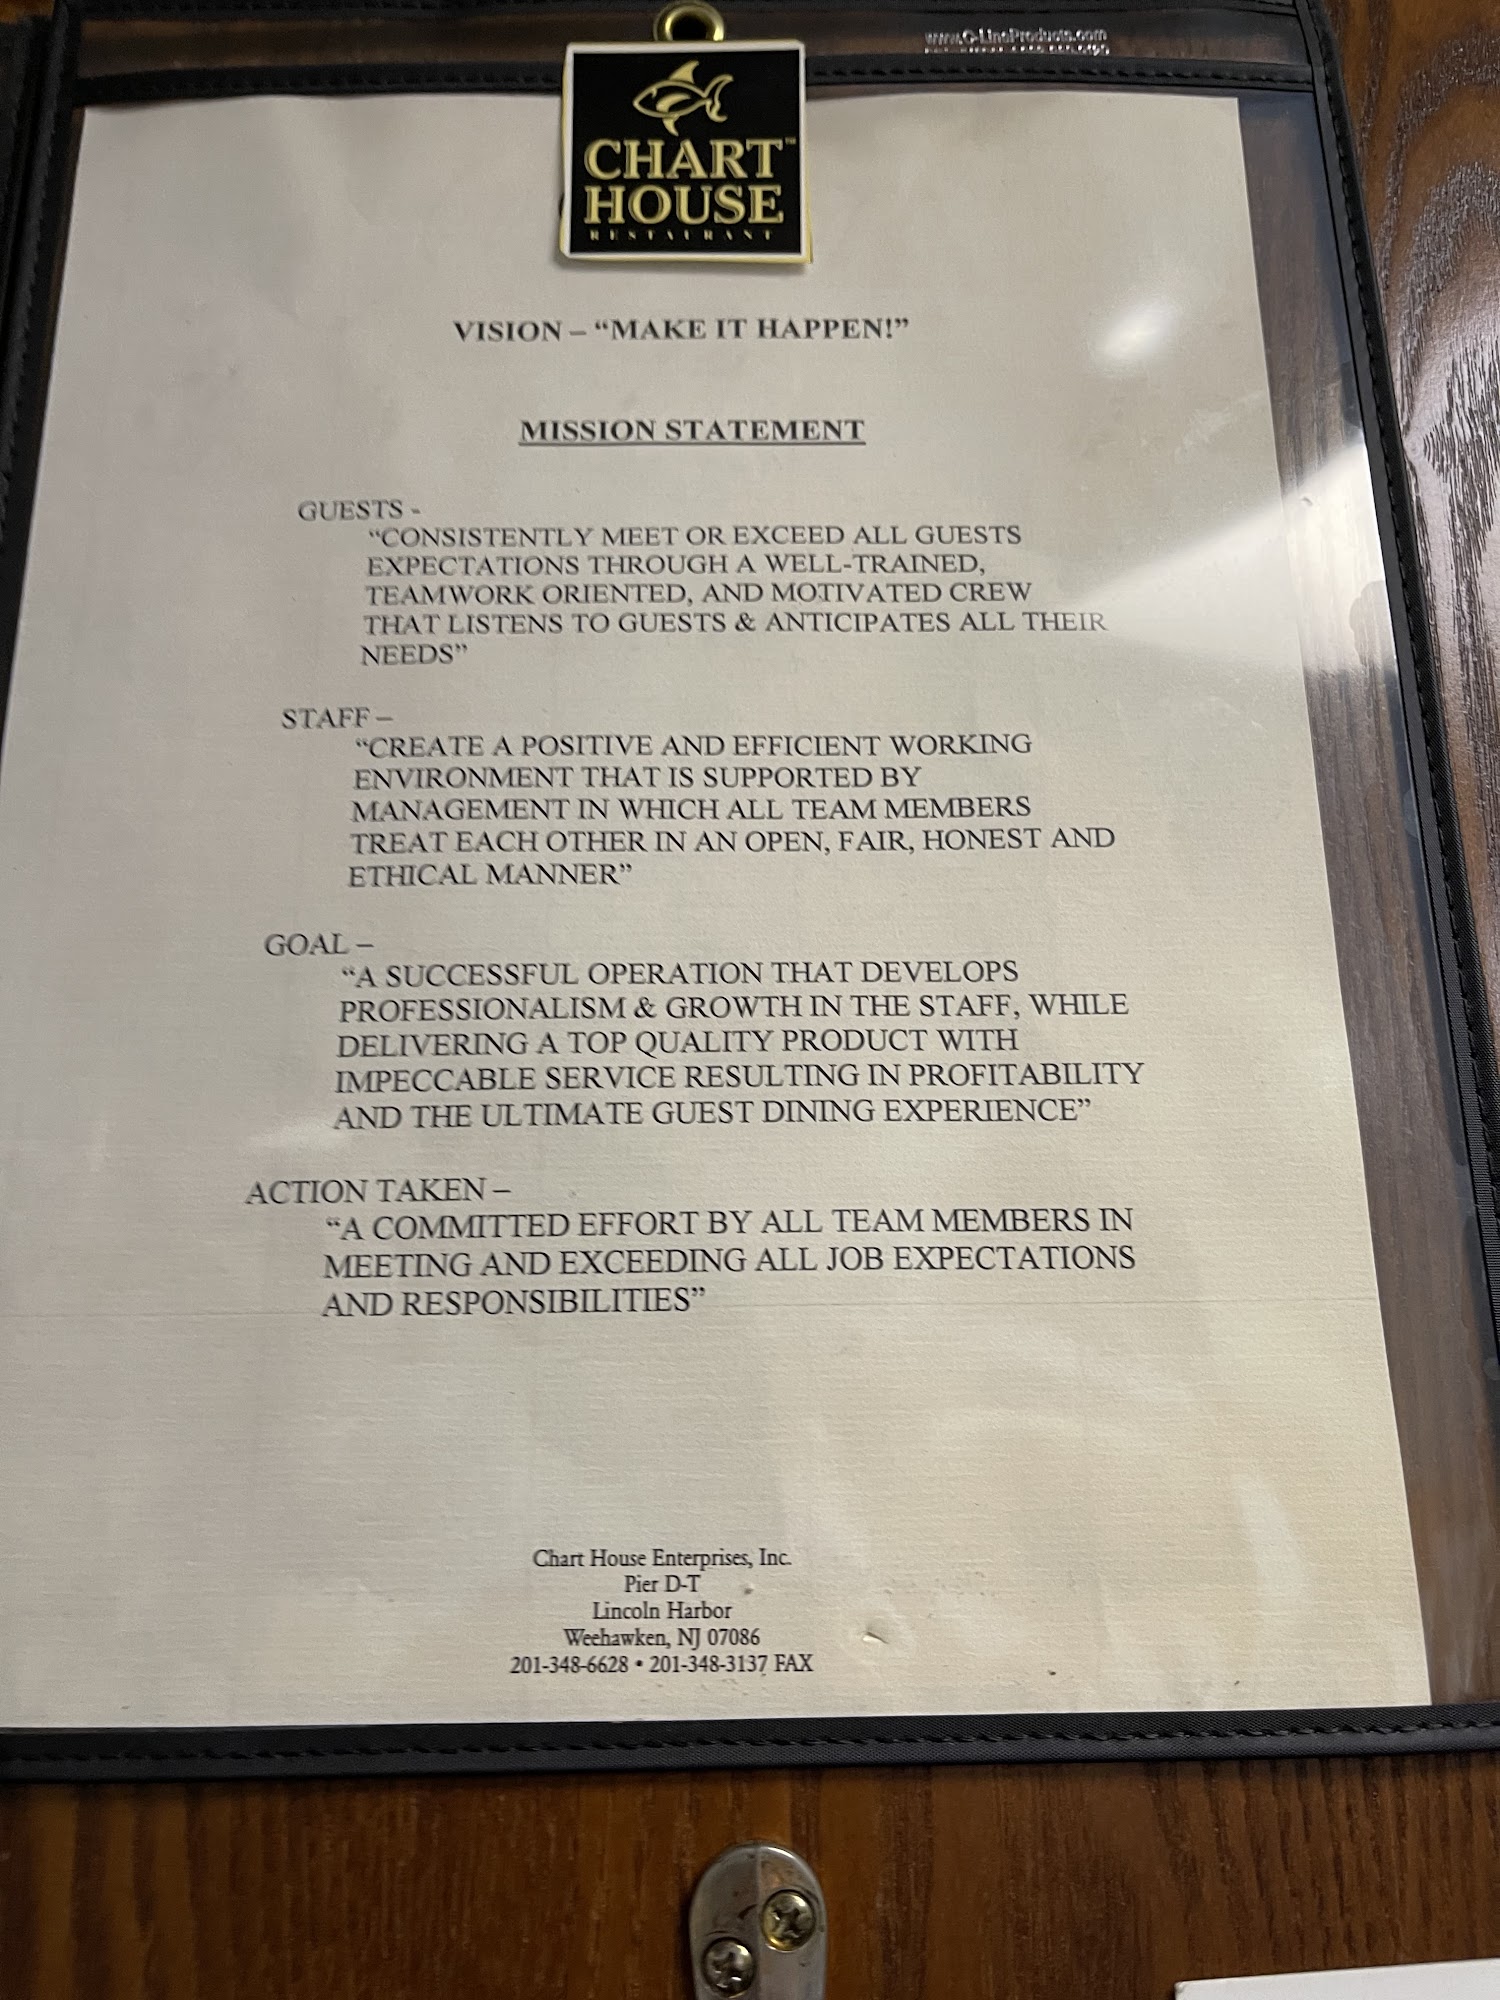 www.C-LineProducts.com
CHART™
HOUSE
RESTAURANT
VISION – “MAKE IT HAPPEN!”
MISSION STATEMENT
GUESTS -
“CONSISTENTLY MEET OR EXCEED ALL GUESTS
EXPECTATIONS THROUGH A WELL-TRAINED,
TEAMWORK ORIENTED, AND MOTIVATED CREW
THAT LISTENS TO GUESTS & ANTICIPATES ALL THEIR
NEEDS”
STAFF –
“CREATE A POSITIVE AND EFFICIENT WORKING
ENVIRONMENT THAT IS SUPPORTED BY
MANAGEMENT IN WHICH ALL TEAM MEMBERS
TREAT EACH OTHER IN AN OPEN, FAIR, HONEST AND
ETHICAL MANNER”
GOAL –
“A SUCCESSFUL OPERATION THAT DEVELOPS
PROFESSIONALISM & GROWTH IN THE STAFF, WHILE
DELIVERING A TOP QUALITY PRODUCT WITH
IMPECCABLE SERVICE RESULTING IN PROFITABILITY
AND THE ULTIMATE GUEST DINING EXPERIENCE”
ACTION TAKEN –
“A COMMITTED EFFORT BY ALL TEAM MEMBERS IN
MEETING AND EXCEEDING ALL JOB EXPECTATIONS
AND RESPONSIBILITIES”
Chart House Enterprises, Inc.
Pier D-T
Lincoln Harbor
Weehawken, NJ 07086
201-348-6628 • 201-348-3137 FAX